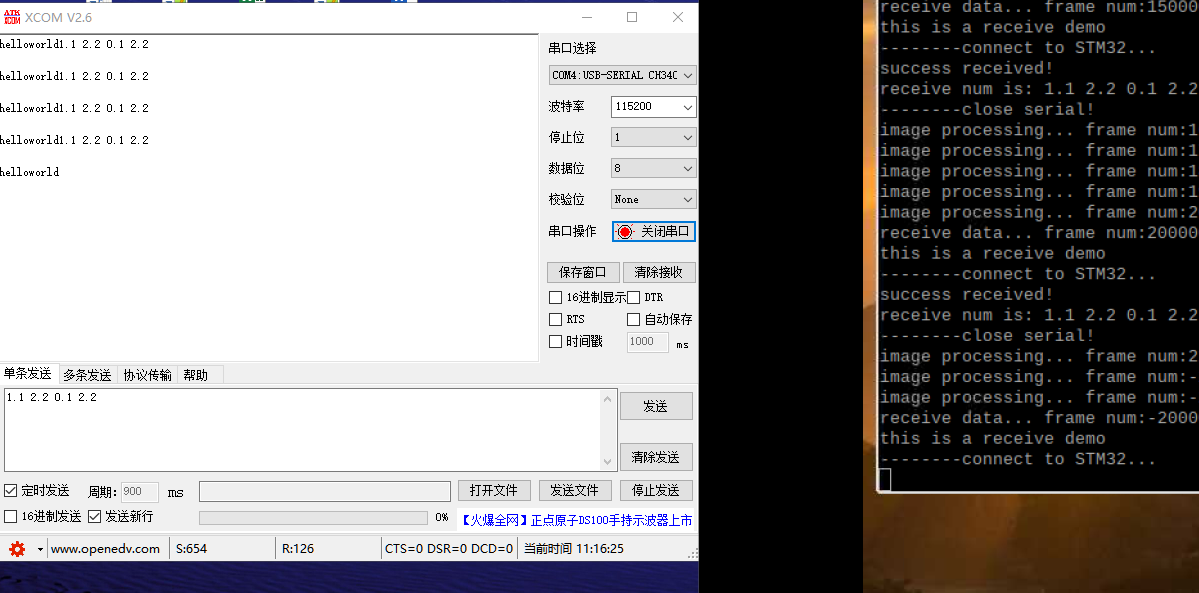 XCOM V2.6
helloworld1.1 2.2 0.1 2.2
helloworld1.1 2.2 0.1 2.2
helloworld1.1 2.2 0.1 2.2
helloworld1.1 2.2 0.1 2.2
helloworld
串口选择
COM4:USB-SERIAL CH340
波特率 115200
停止位 1
数据位 8
校验位 None
串口操作 关闭串口
保存窗口 清除接收
16进制显示 DTR
RTS 自动保存
时间戳 1000 ms
单条发送 多条发送 协议传输 帮助
1.1 2.2 0.1 2.2
发送
清除发送
定时发送 周期: 900 ms 打开文件 发送文件 停止发送
16进制发送 发送新行 0% 【火爆全网】正点原子DS100手持示波器上市
www.openedv.com S:654 R:126 CTS=0 DSR=0 DCD=0 当前时间 11:16:25
receive data... frame num:15000
this is a receive demo
--------connect to STM32...
success received!
receive num is: 1.1 2.2 0.1 2.2
--------close serial!
image processing... frame num:1
image processing... frame num:1
image processing... frame num:1
image processing... frame num:1
image processing... frame num:2
receive data... frame num:20000
this is a receive demo
--------connect to STM32...
success received!
receive num is: 1.1 2.2 0.1 2.2
--------close serial!
image processing... frame num:2
image processing... frame num:-
image processing... frame num:-
receive data... frame num:-2000
this is a receive demo
--------connect to STM32...